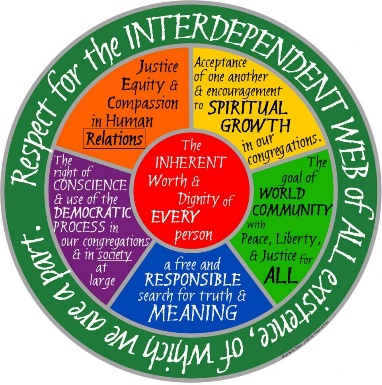 Respect for the INTERDEPENDENT WEB of ALL existence, of which we are a part.
The
INHERENT
Worth &
Dignity of
EVERY
person
Justice
Equity &
Compassion
in Human
Relations
Acceptance
of one another
& encouragement
to SPIRITUAL
GROWTH
in our
congregations.
The
goal of
WORLD
COMMUNITY
with
Peace, Liberty,
& Justice for
ALL
a free and
RESPONSIBLE
search for truth &
MEANING
The
right of
CONSCIENCE
& use of the
DEMOCRATIC
PROCESS in
our congregations
& in society
at
large